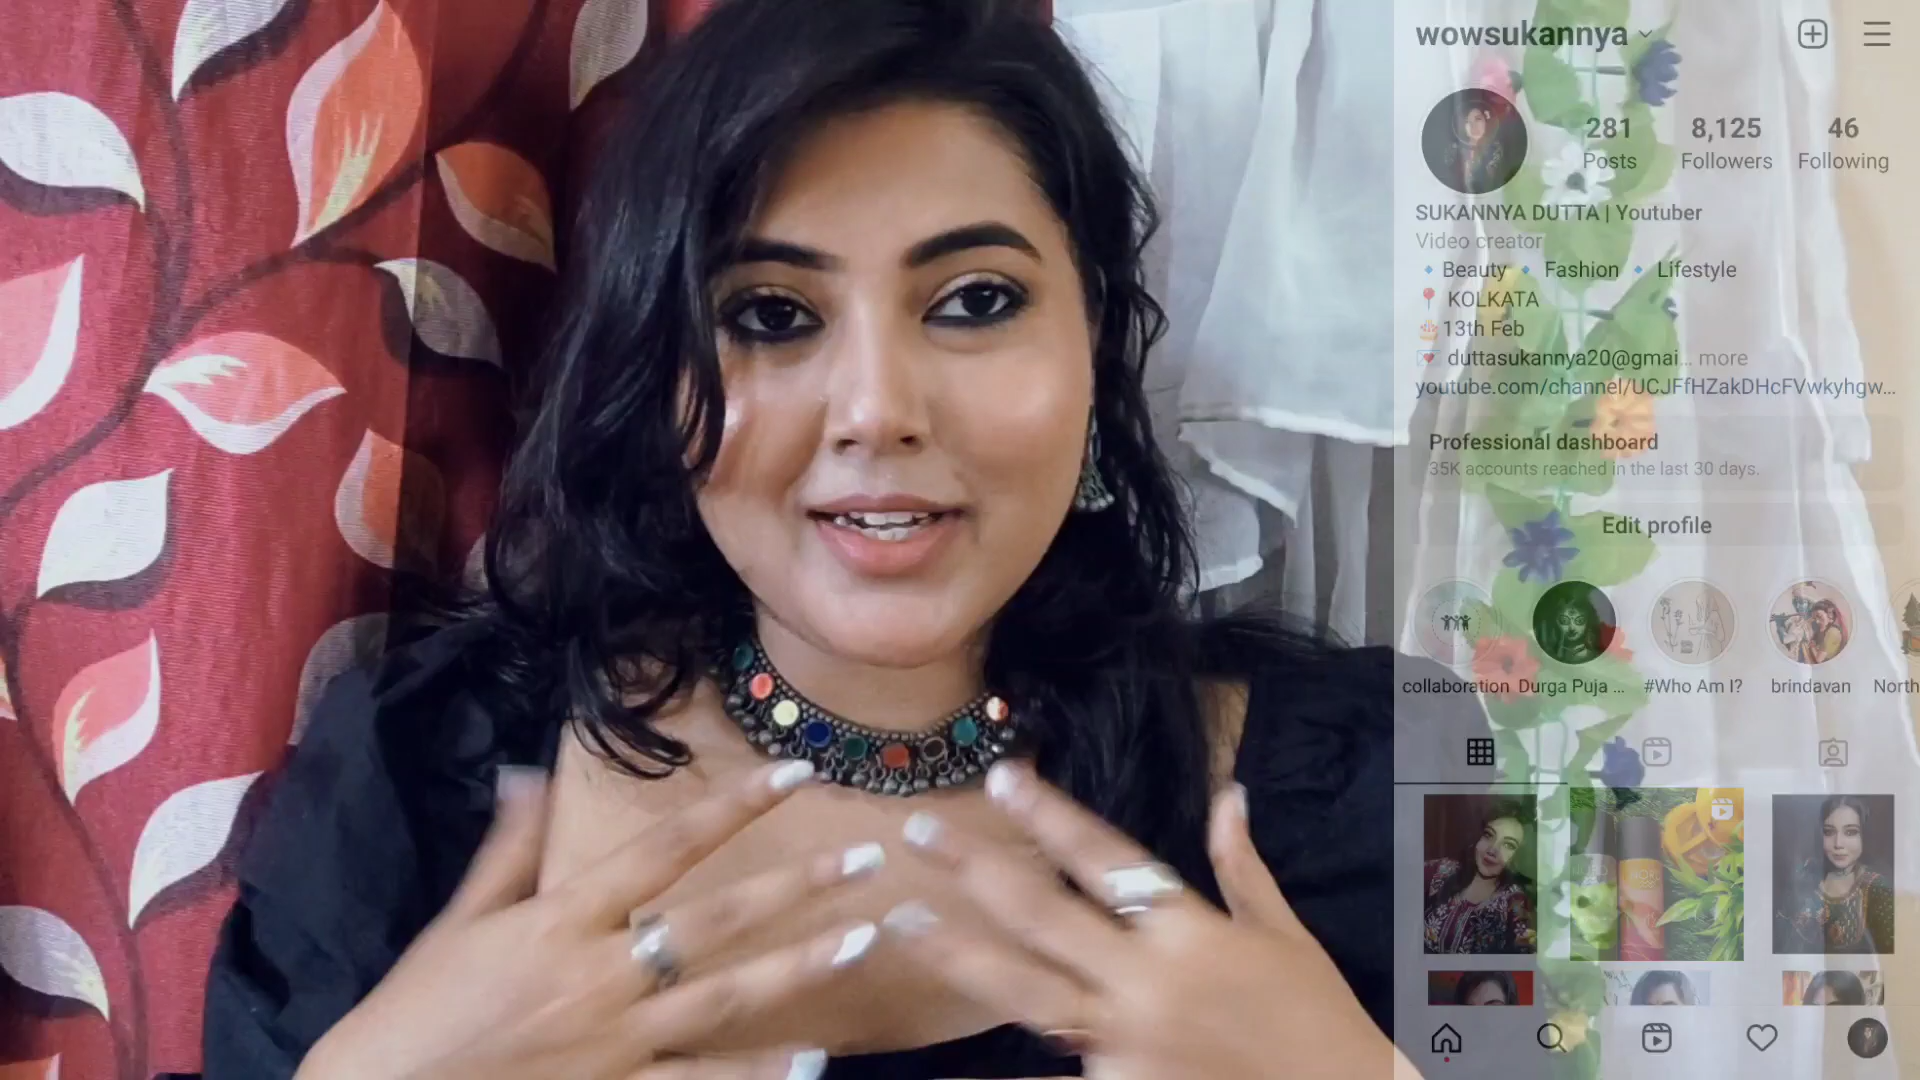 wowsukannya
281 8,125 46
Posts Followers Following
SUKANNYA DUTTA | Youtuber
Video creator
Beauty Fashion Lifestyle
KOLKATA
13th Feb
duttasukannya20@gmai... more
youtube.com/channel/UCJFfHZakDHcFVwkyhgw...
Professional dashboard
35K accounts reached in the last 30 days.
Edit profile
collaboration Durga Puja ... #Who Am I? brindavan North